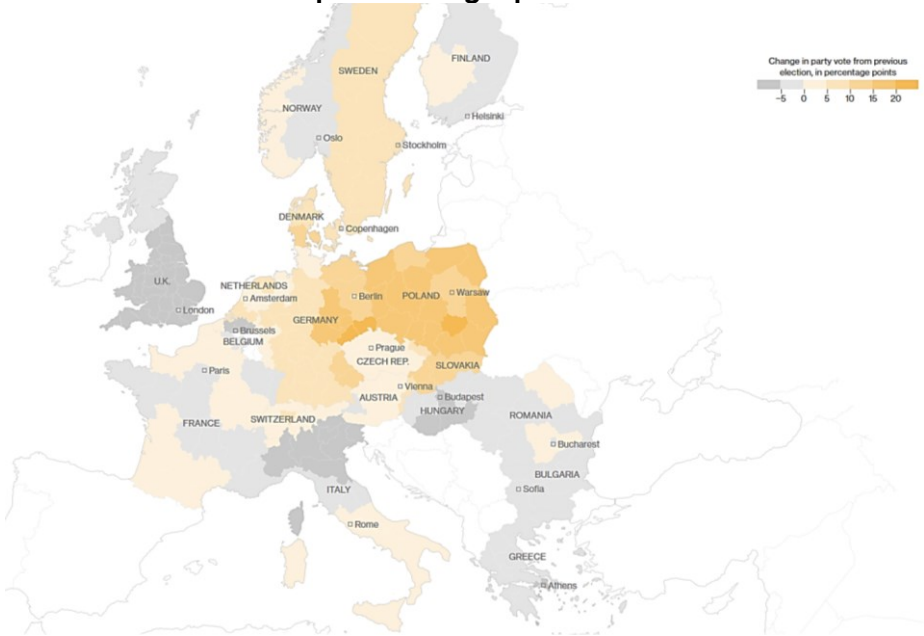 Change in party vote from previous
election, in percentage points
-5 0 5 10 15 20
FINLAND
SWEDEN
NORWAY
Helsinki
Oslo
Stockholm
DENMARK
Copenhagen
U.K.
NETHERLANDS
Amsterdam
Berlin
POLAND
Warsaw
London
GERMANY
Brussels
BELGIUM
Prague
CZECH REP.
SLOVAKIA
Paris
Vienna
AUSTRIA
Budapest
HUNGARY
FRANCE
SWITZERLAND
ROMANIA
Bucharest
BULGARIA
ITALY
Sofia
Rome
GREECE
Athens